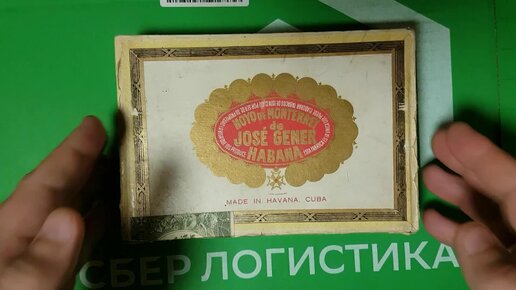 HOYO DE MONTERREY
de
JOSÉ GENER
HABANA
MADE IN HAVANA, CUBA
СБЕР ЛОГИСТИКА